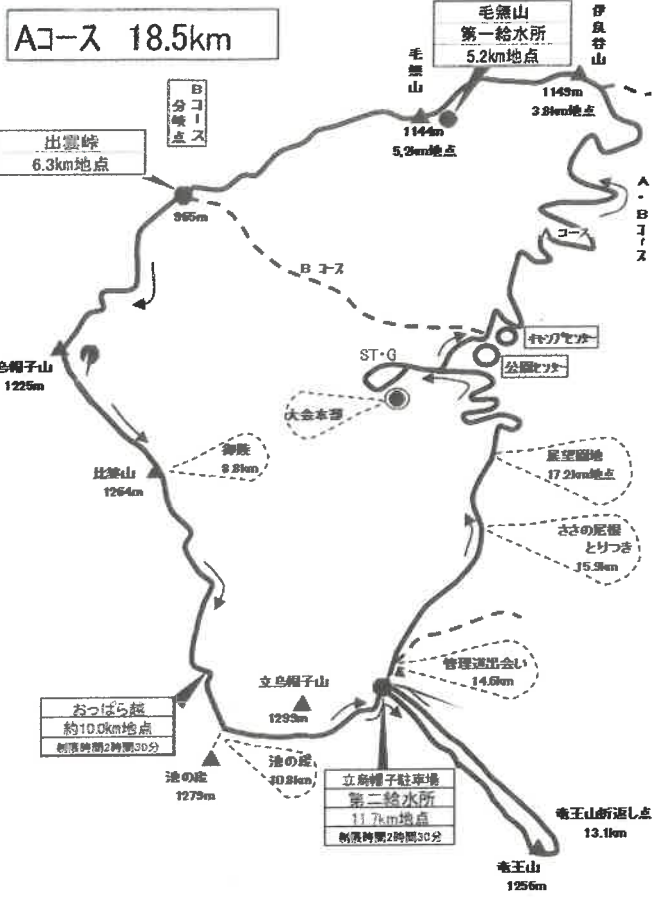 Aコース 18.5km
毛無山
第一給水所
5.2km地点
伊良谷山
1149m
3.8km地点
毛無山
1144m
5.2km地点
Bコース
分岐点
出雲峠
6.3km地点
A・Bコース
コース
Bコース
キャンプセンター
公園センター
ST・G
大会本部
烏帽子山
1225m
御陵
8.8km
比婆山
1264m
展望園地
17.2km地点
ささの尾根
とりつき
15.9km
管理道出会い
14.6km
立烏帽子山
1299m
おっぱら越
約10.0km地点
制限時間2時間30分
池の段
1279m
池の段
立烏帽子駐車場
第二給水所
11.7km地点
制限時間2時間30分
竜王山折返し点
13.1km
竜王山
1256m